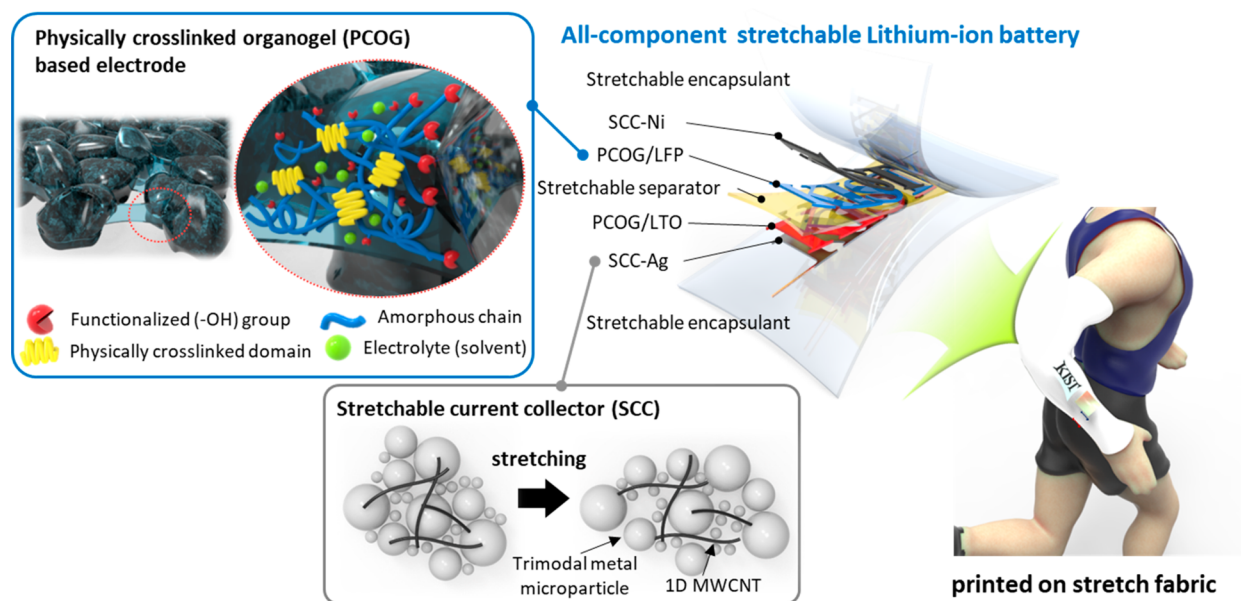 Physically crosslinked organogel (PCOG)
based electrode
Functionalized (-OH) group
Amorphous chain
Physically crosslinked domain
Electrolyte (solvent)
All-component stretchable Lithium-ion battery
Stretchable encapsulant
SCC-Ni
PCOG/LFP
Stretchable separator
PCOG/LTO
SCC-Ag
Stretchable encapsulant
KIST
Stretchable current collector (SCC)
stretching
Trimodal metal
microparticle
1D MWCNT
printed on stretch fabric